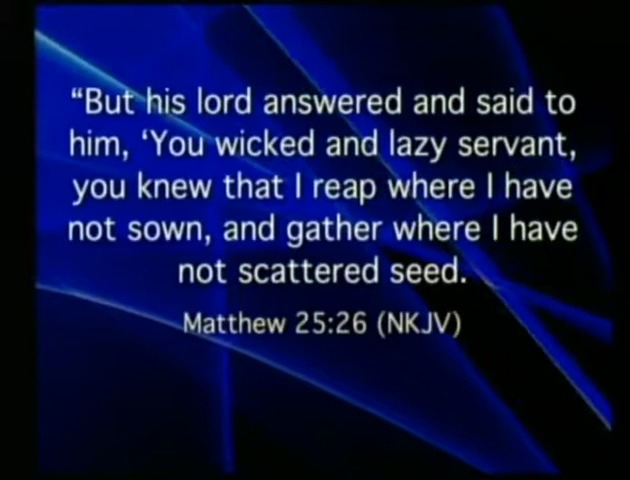 “But his lord answered and said to
him, ‘You wicked and lazy servant,
you knew that I reap where I have
not sown, and gather where I have
not scattered seed.
Matthew 25:26 (NKJV)